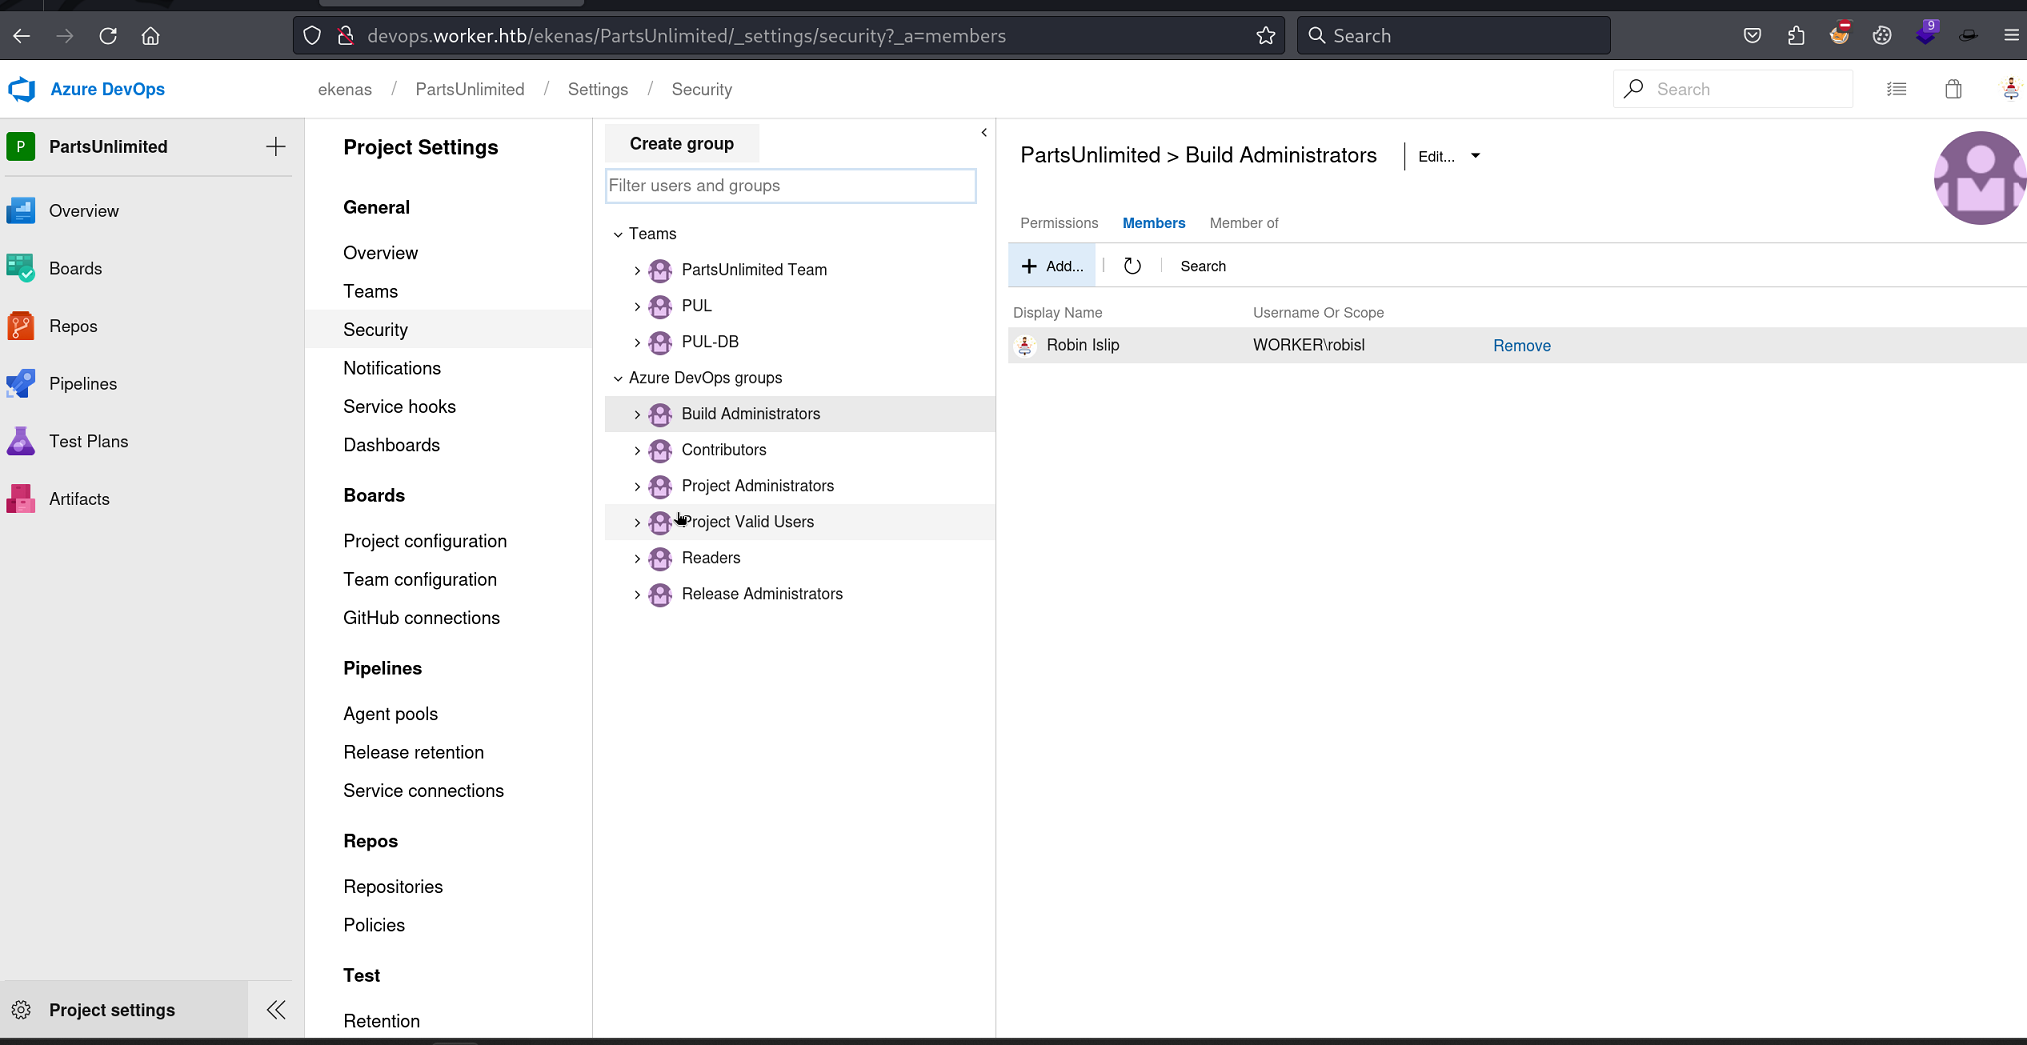 devops.worker.htb/ekenas/PartsUnlimited/_settings/security?_a=members
Search
9
Azure DevOps
ekenas / PartsUnlimited / Settings / Security
Search
P PartsUnlimited
Overview
Boards
Repos
Pipelines
Test Plans
Artifacts
Project settings
Project Settings
General
Overview
Teams
Security
Notifications
Service hooks
Dashboards
Boards
Project configuration
Team configuration
GitHub connections
Pipelines
Agent pools
Release retention
Service connections
Repos
Repositories
Policies
Test
Retention
Create group
Filter users and groups
Teams
PartsUnlimited Team
PUL
PUL-DB
Azure DevOps groups
Build Administrators
Contributors
Project Administrators
Project Valid Users
Readers
Release Administrators
PartsUnlimited > Build Administrators
Edit...
Permissions Members Member of
+ Add... Search
Display Name Username Or Scope
Robin Islip WORKER\robisl Remove